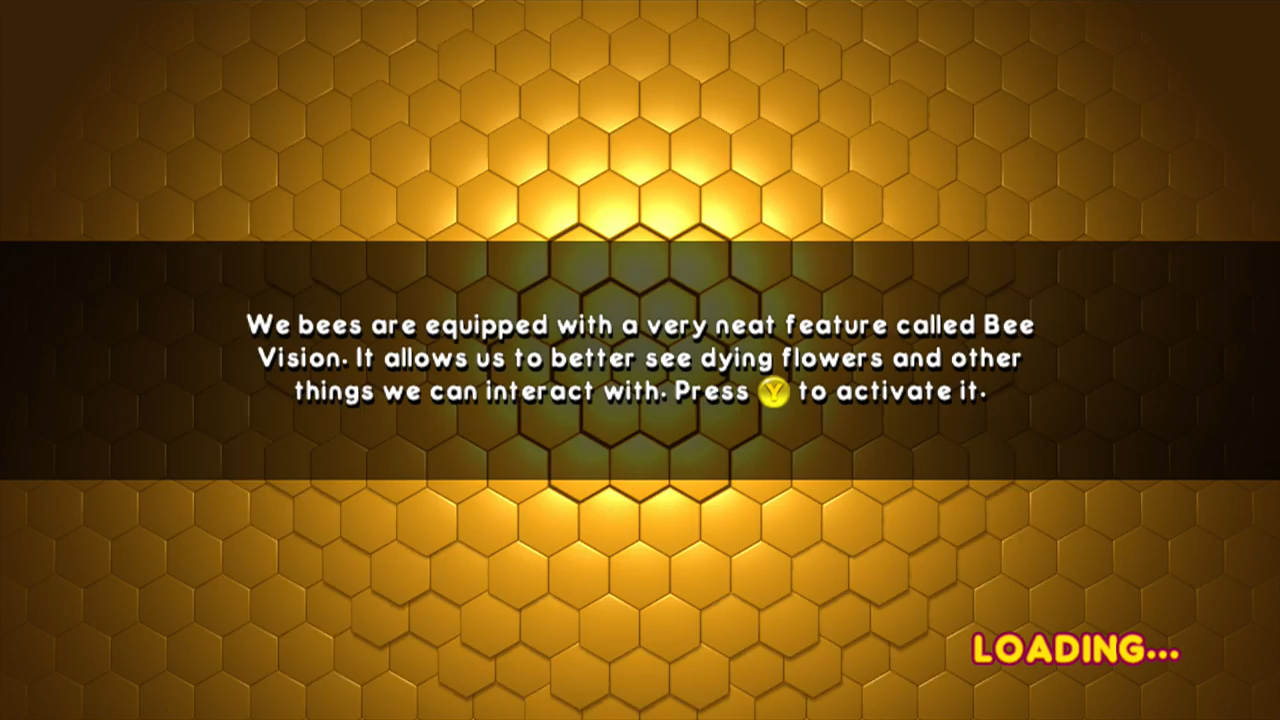 We bees are equipped with a very neat feature called Bee
Vision. It allows us to better see dying flowers and other
things we can interact with. Press Y to activate it.
LOADING...